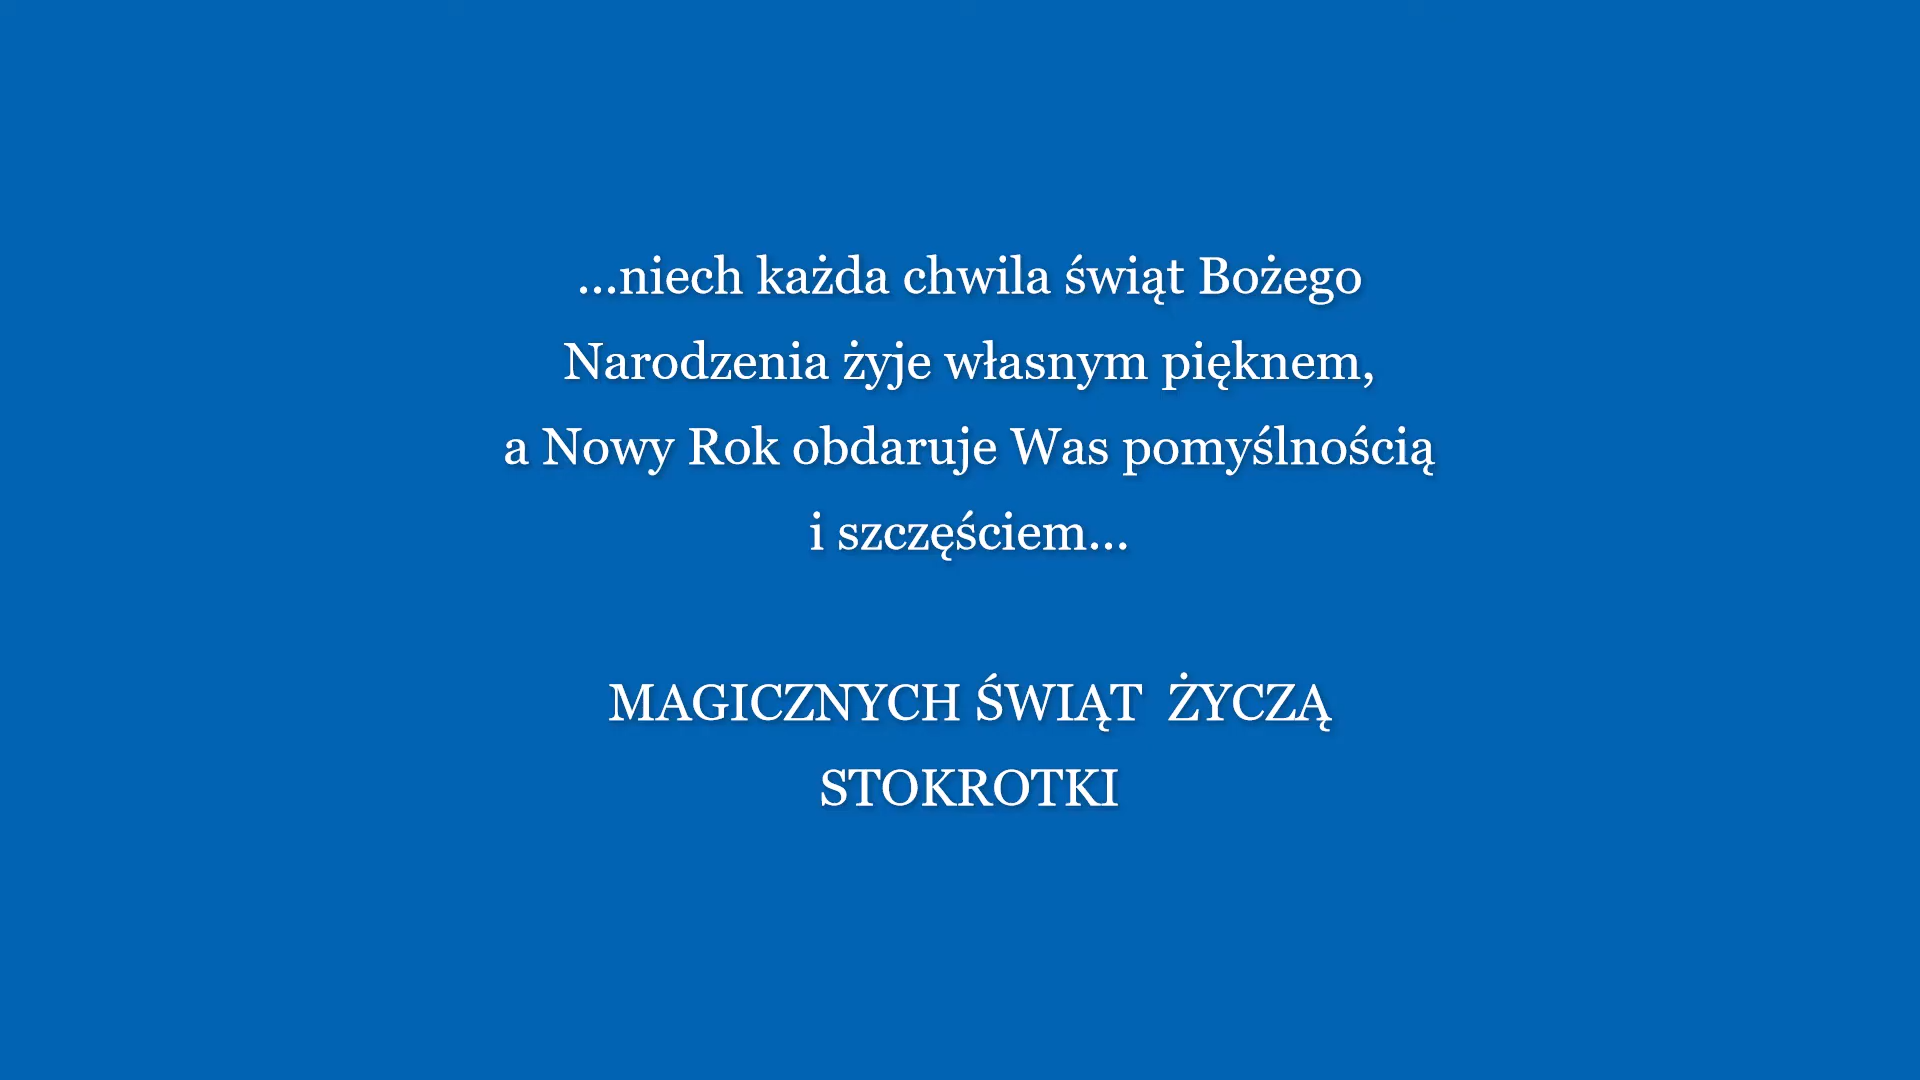 ...niech każda chwila świąt Bożego
Narodzenia żyje własnym pięknem,
a Nowy Rok obdaruje Was pomyślnością
i szczęściem...
MAGICZNYCH ŚWIĄT  ŻYCZĄ
STOKROTKI